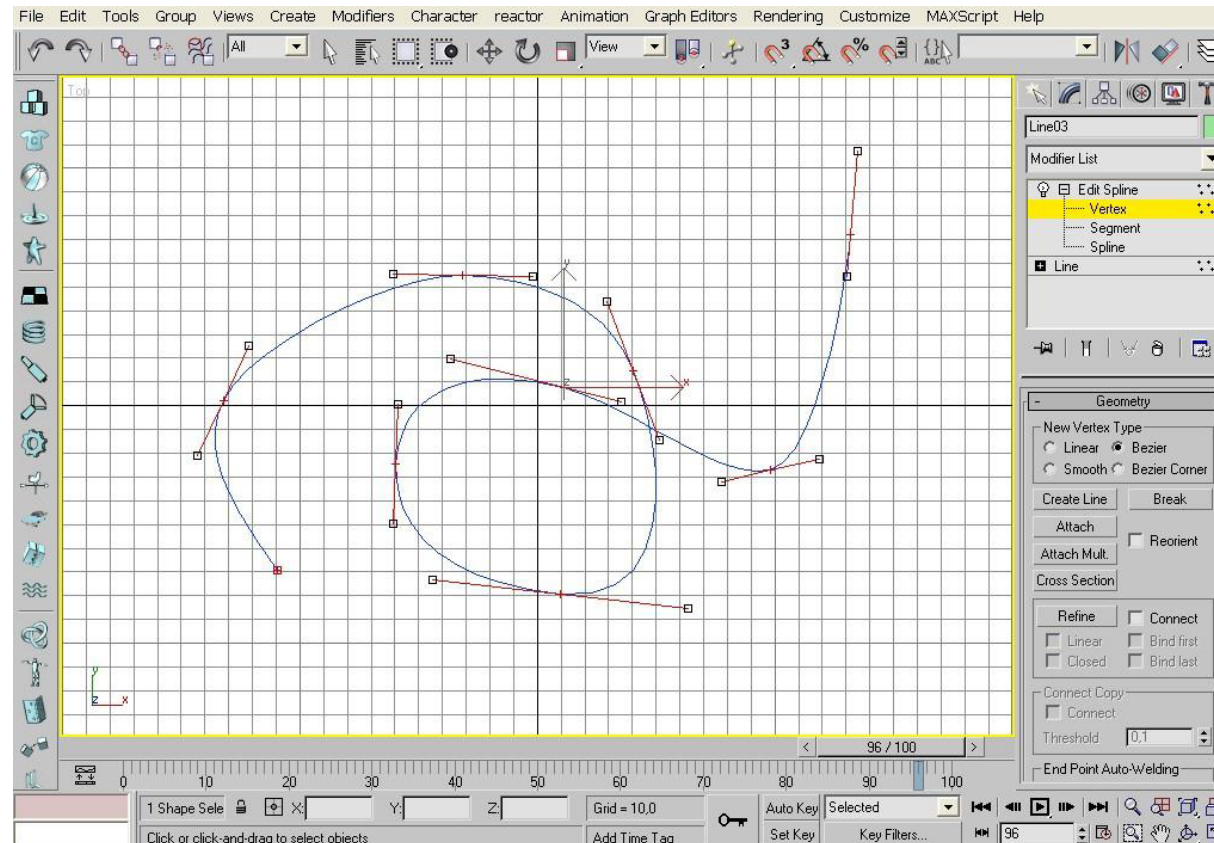 File Edit Tools Group Views Create Modifiers Character reactor Animation Graph Editors Rendering Customize MAXScript Help
All View 3 % {} ABC
Top
Line03
Modifier List
Edit Spline
Vertex
Segment
Spline
Line
y
x
z
- Geometry
New Vertex Type
Linear Bezier
Smooth Bezier Corner
Create Line Break
Attach
Reorient
Attach Mult.
Cross Section
Refine Connect
Linear Bind first
Closed Bind last
Connect Copy
Connect
Threshold 0,1
End Point Auto-Welding
y
z x
< 96 / 100 >
0 10 20 30 40 50 60 70 80 90 100
1 Shape Sele X: Y: Z: Grid = 10,0 Auto Key Selected
Click or click-and-drag to select objects Add Time Tag Set Key Key Filters... 96